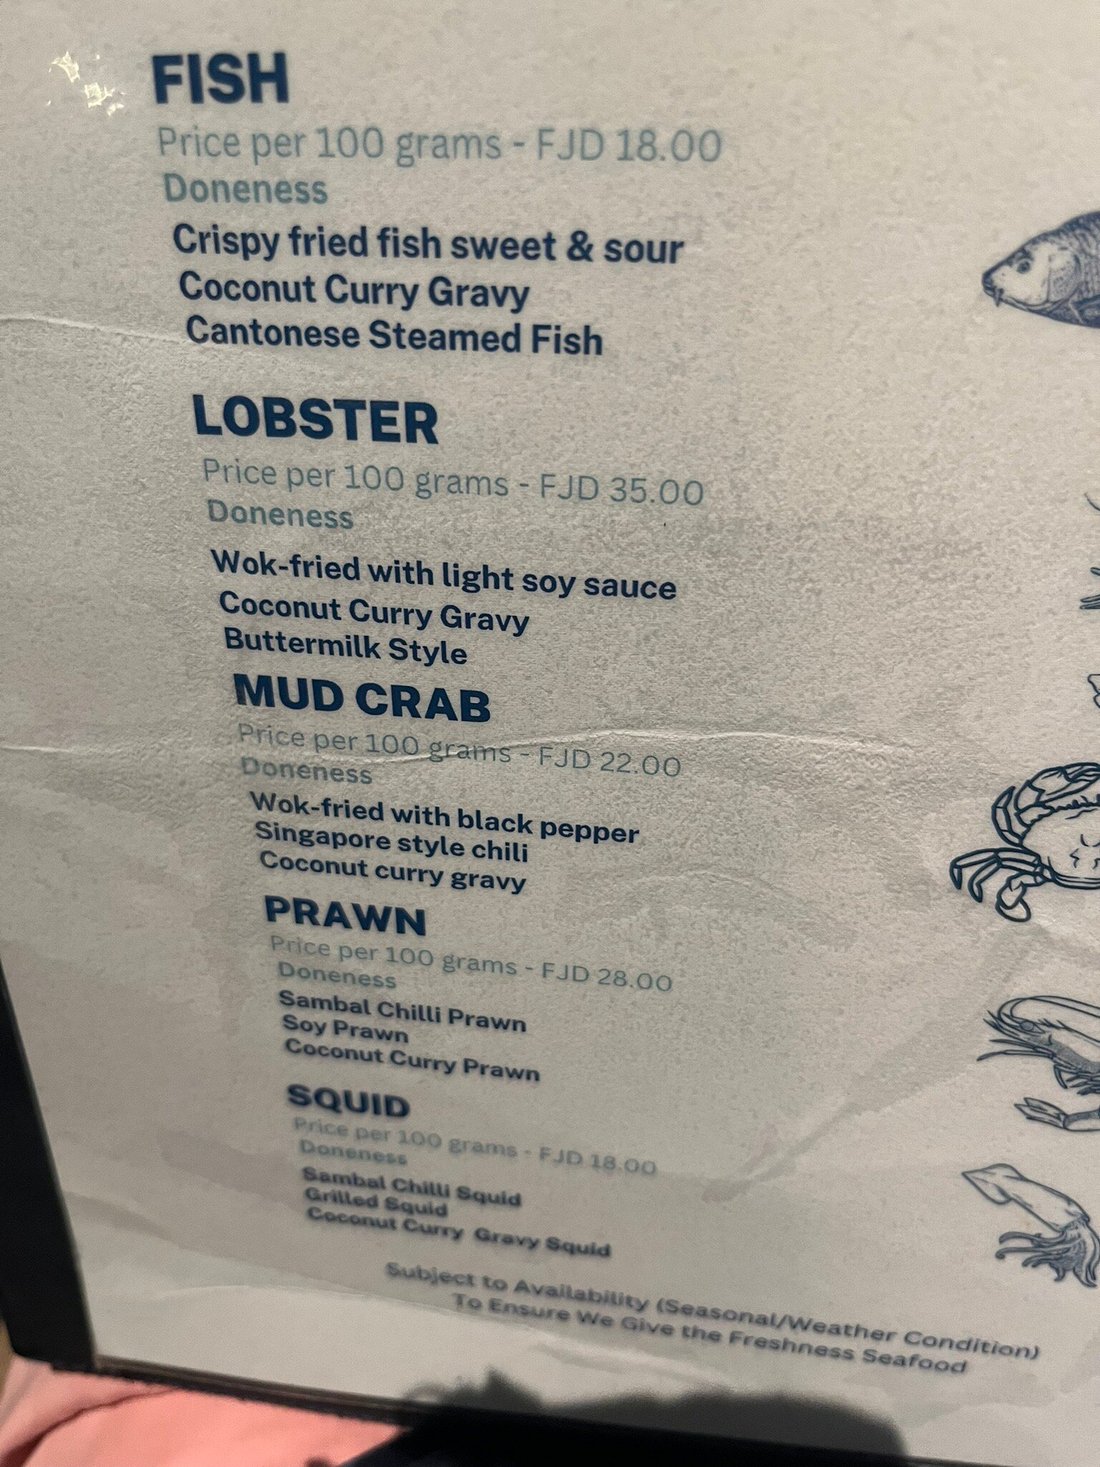 FISH
Price per 100 grams - FJD 18.00
Doneness
Crispy fried fish sweet & sour
Coconut Curry Gravy
Cantonese Steamed Fish
LOBSTER
Price per 100 grams - FJD 35.00
Doneness
Wok-fried with light soy sauce
Coconut Curry Gravy
Buttermilk Style
MUD CRAB
Price per 100 grams - FJD 22.00
Doneness
Wok-fried with black pepper
Singapore style chili
Coconut curry gravy
PRAWN
Price per 100 grams - FJD 28.00
Doneness
Sambal Chilli Prawn
Soy Prawn
Coconut Curry Prawn
SQUID
Price per 100 grams - FJD 18.00
Doneness
Sambal Chilli Squid
Grilled Squid
Coconut Curry Gravy Squid
Subject to Availability (Seasonal/Weather Condition)
To Ensure We Give the Freshness Seafood